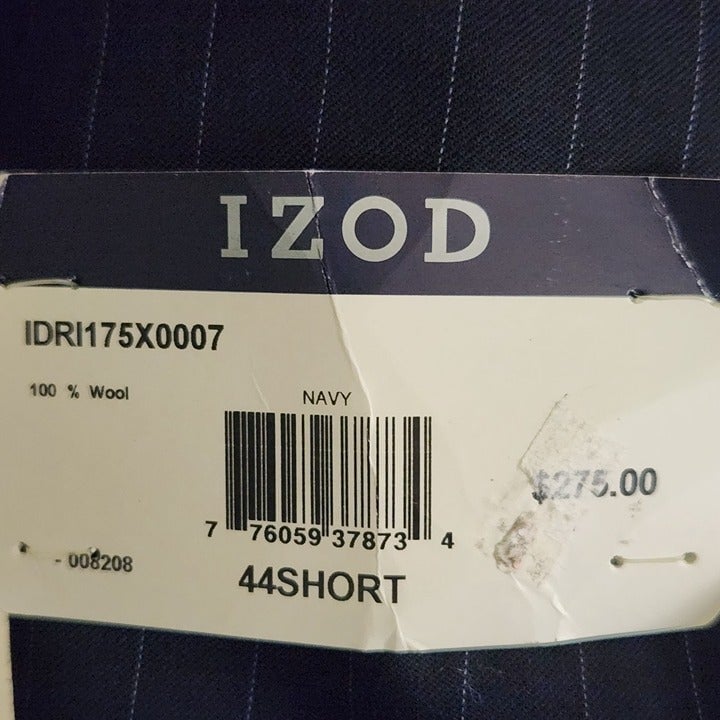 IZOD
IDRI175X0007
100 % Wool
NAVY
$275.00
7 76059 37873 4
- 008208
44SHORT